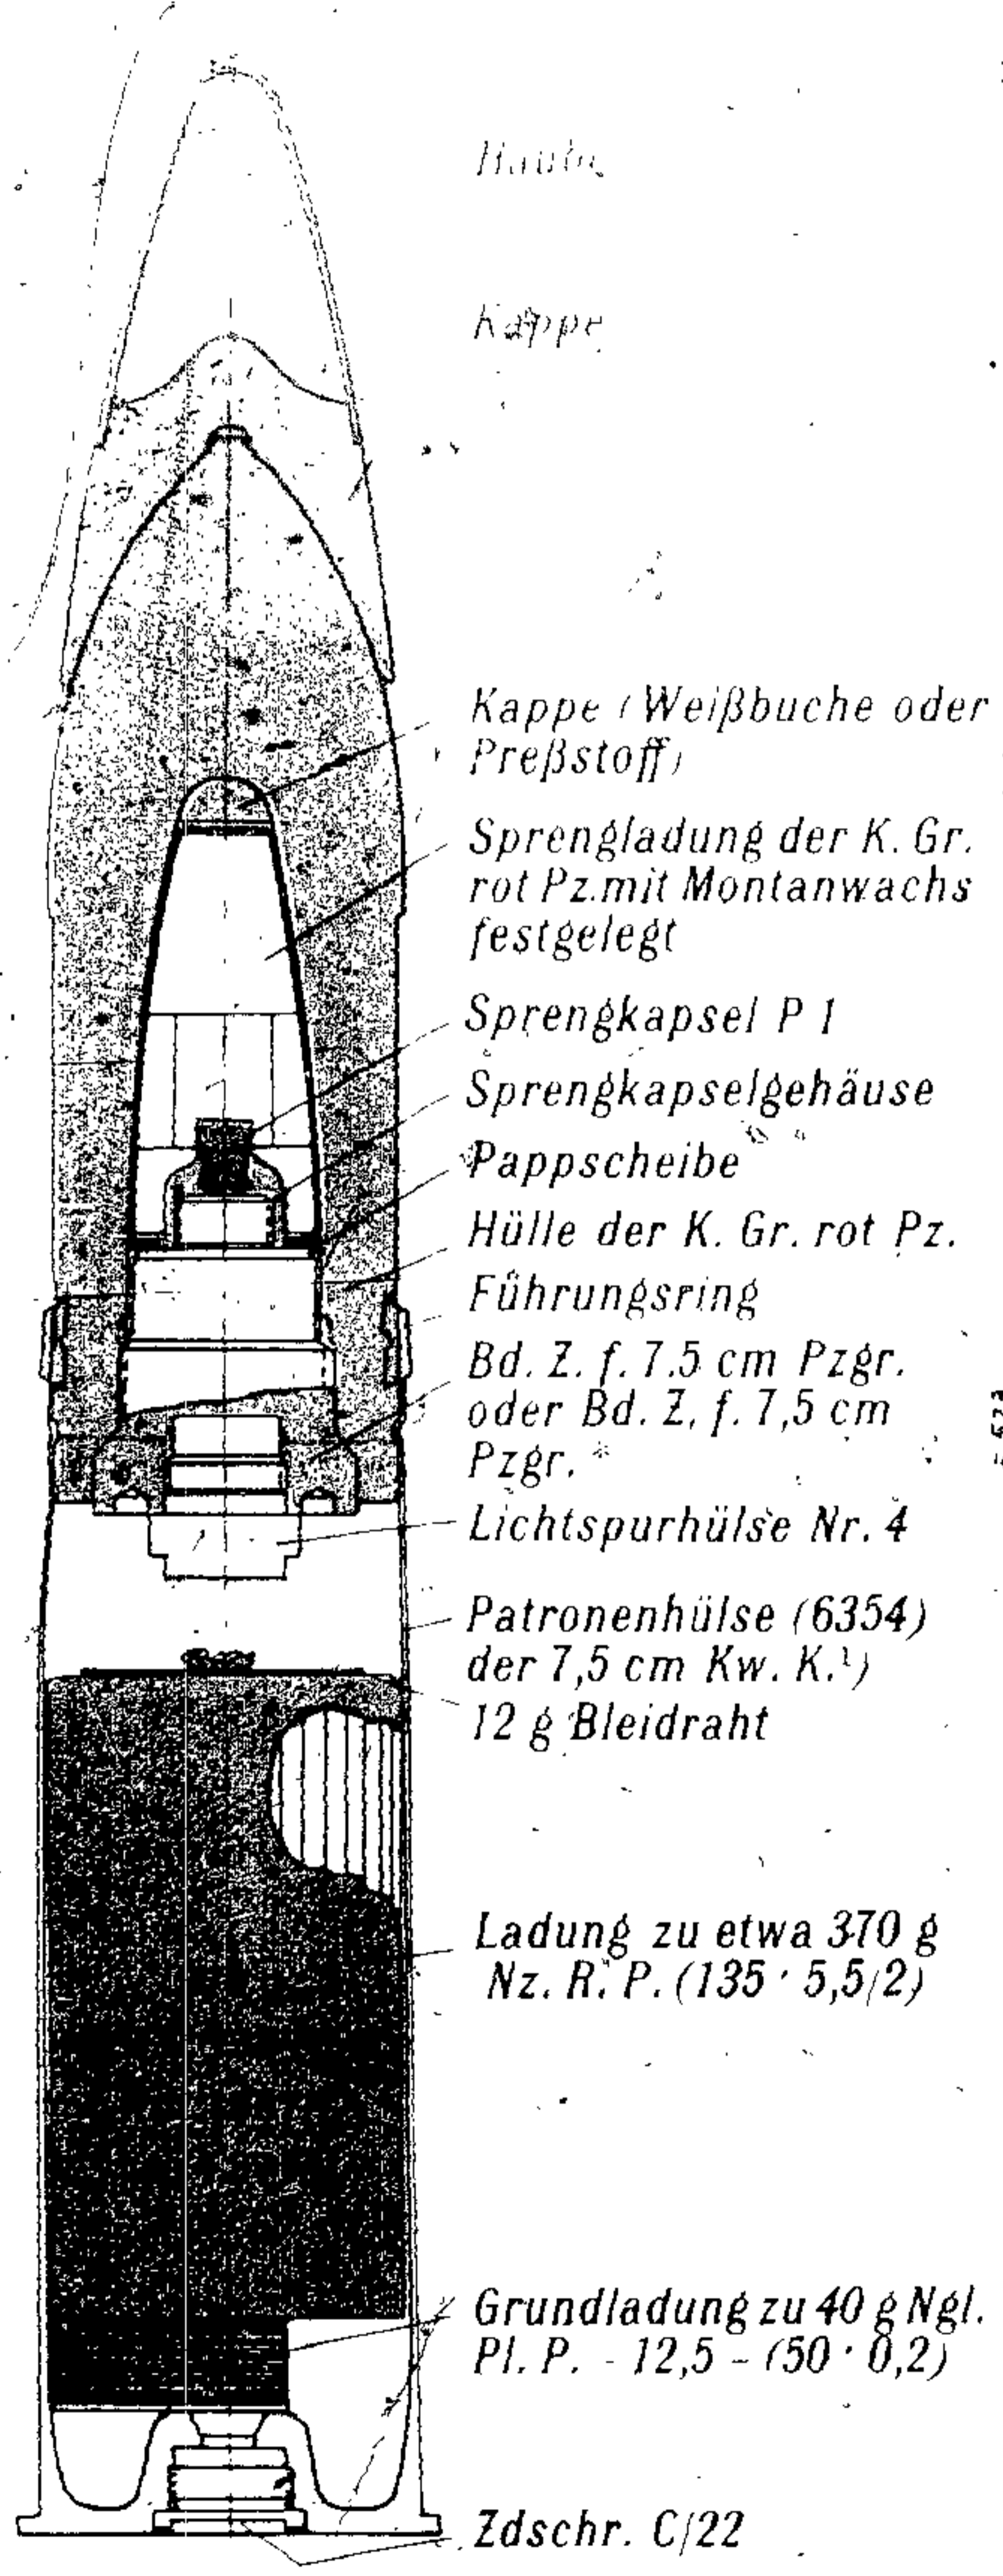 Haube
Kappe
Kappe (Weißbuche oder
Preßstoff)
Sprengladung der K. Gr.
rot Pz. mit Montanwachs
festgelegt
Sprengkapsel P 1
Sprengkapselgehäuse
Pappscheibe
Hülle der K. Gr. rot Pz.
Führungsring
Bd. Z. f. 7.5 cm Pzgr.
oder Bd. Z. f. 7,5 cm
Pzgr. *
Lichtspurhülse Nr. 4
Patronenhülse (6354)
der 7,5 cm Kw. K.¹)
12 g Bleidraht
Ladung zu etwa 370 g
Nz. R. P. (135 · 5,5/2)
Grundladung zu 40 g Ngl.
Pl. P. - 12,5 - (50 · 0,2)
Zdschr. C/22